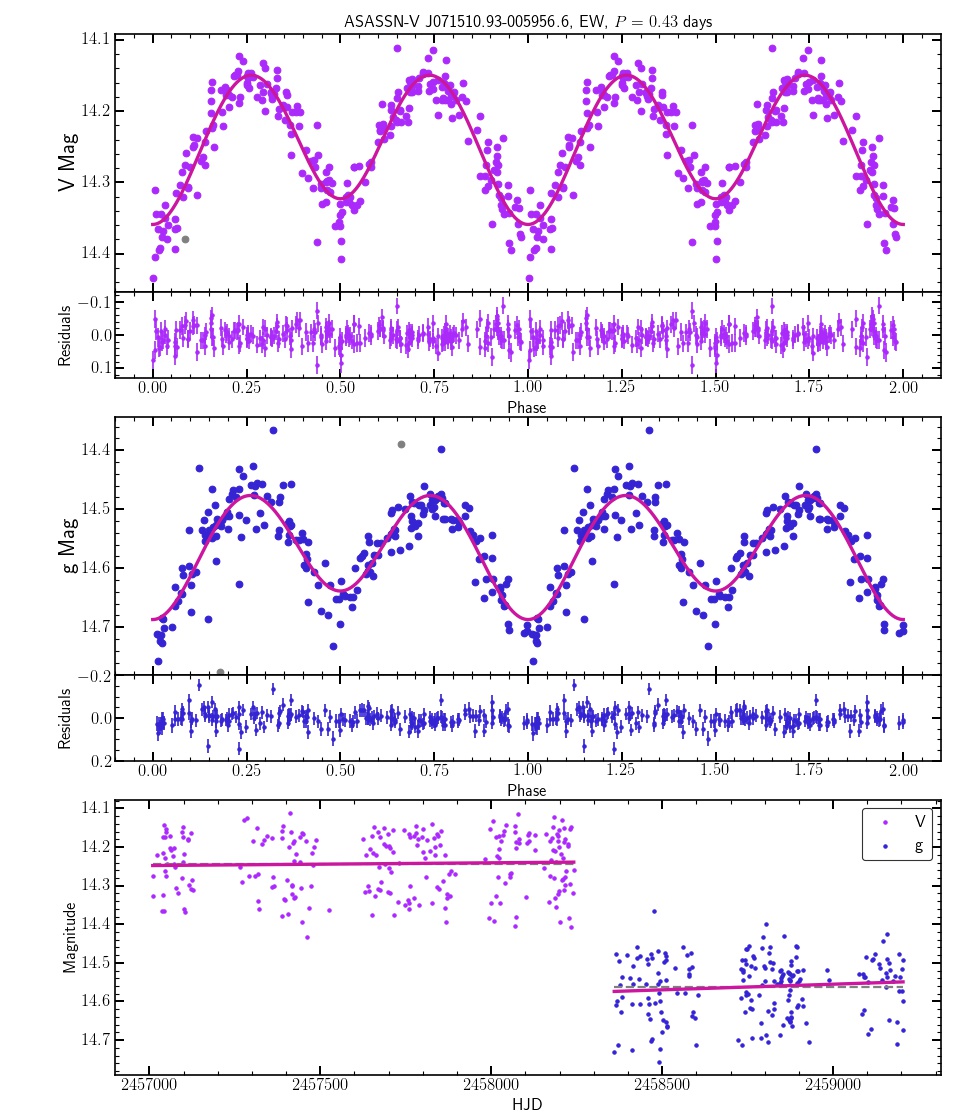 ASASSN-V J071510.93-005956.6, EW, P = 0.43 days
14.1
14.2
14.3
14.4
V Mag
−0.1
0.0
0.1
Residuals
0.00 0.25 0.50 0.75 1.00 1.25 1.50 1.75 2.00
Phase
14.4
14.5
14.6
14.7
g Mag
−0.2
0.0
0.2
Residuals
0.00 0.25 0.50 0.75 1.00 1.25 1.50 1.75 2.00
Phase
14.1
14.2
14.3
14.4
14.5
14.6
14.7
Magnitude
V
g
2457000 2457500 2458000 2458500 2459000
HJD